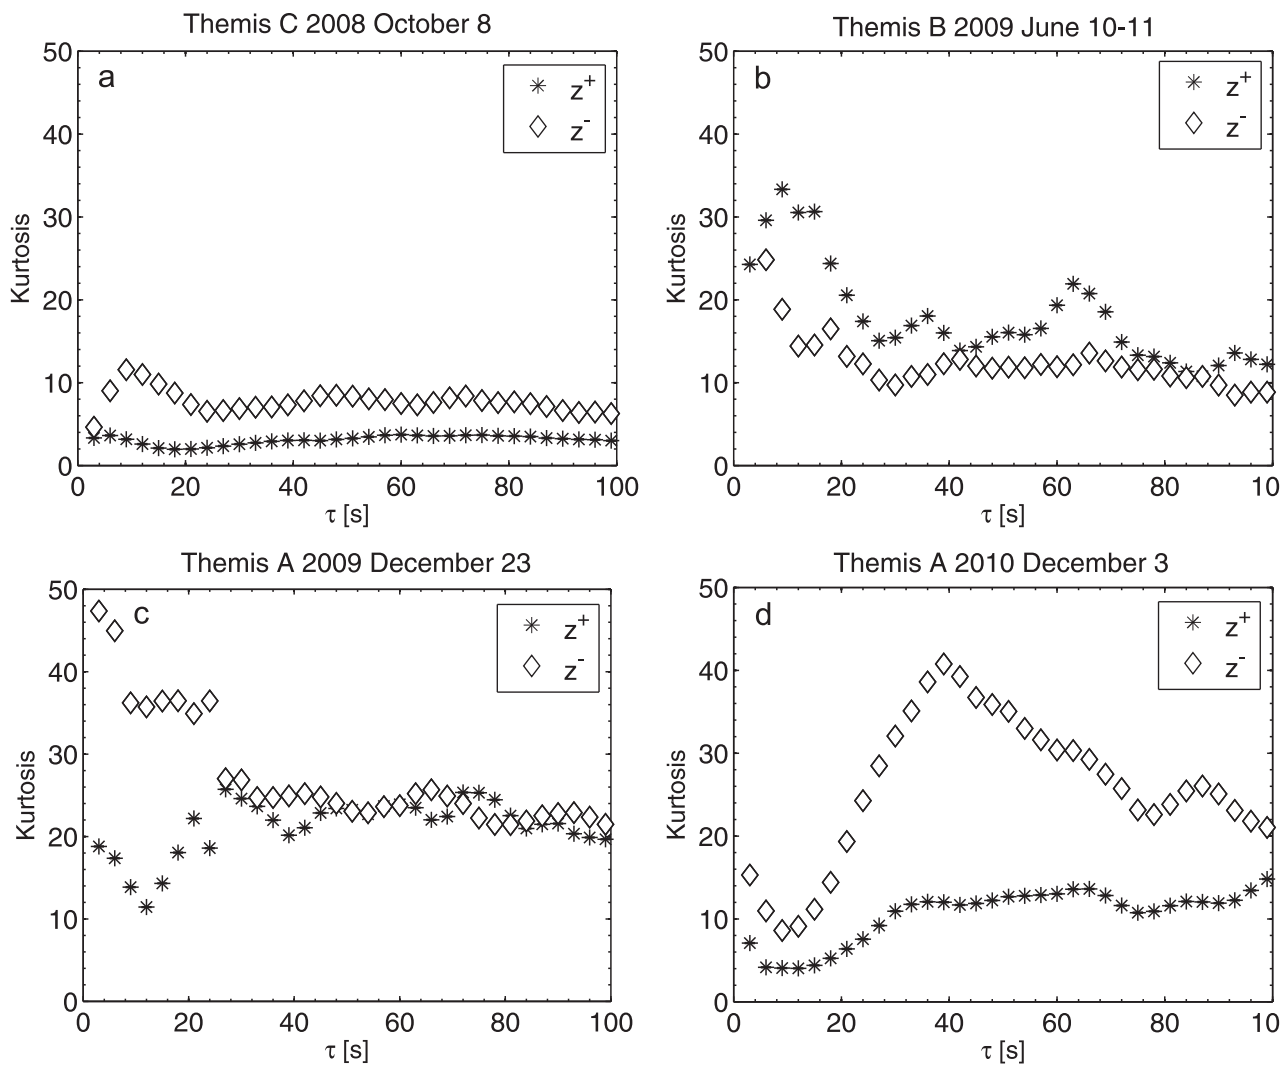 Themis C 2008 October 8
a
z+
z-
50
40
30
20
10
0
Kurtosis
0 20 40 60 80 100
τ [s]
Themis B 2009 June 10-11
b
z+
z-
50
40
30
20
10
0
Kurtosis
0 20 40 60 80 10
τ [s]
Themis A 2009 December 23
c
z+
z-
50
40
30
20
10
0
Kurtosis
0 20 40 60 80 100
τ [s]
Themis A 2010 December 3
d
z+
z-
50
40
30
20
10
0
Kurtosis
0 20 40 60 80 10
τ [s]